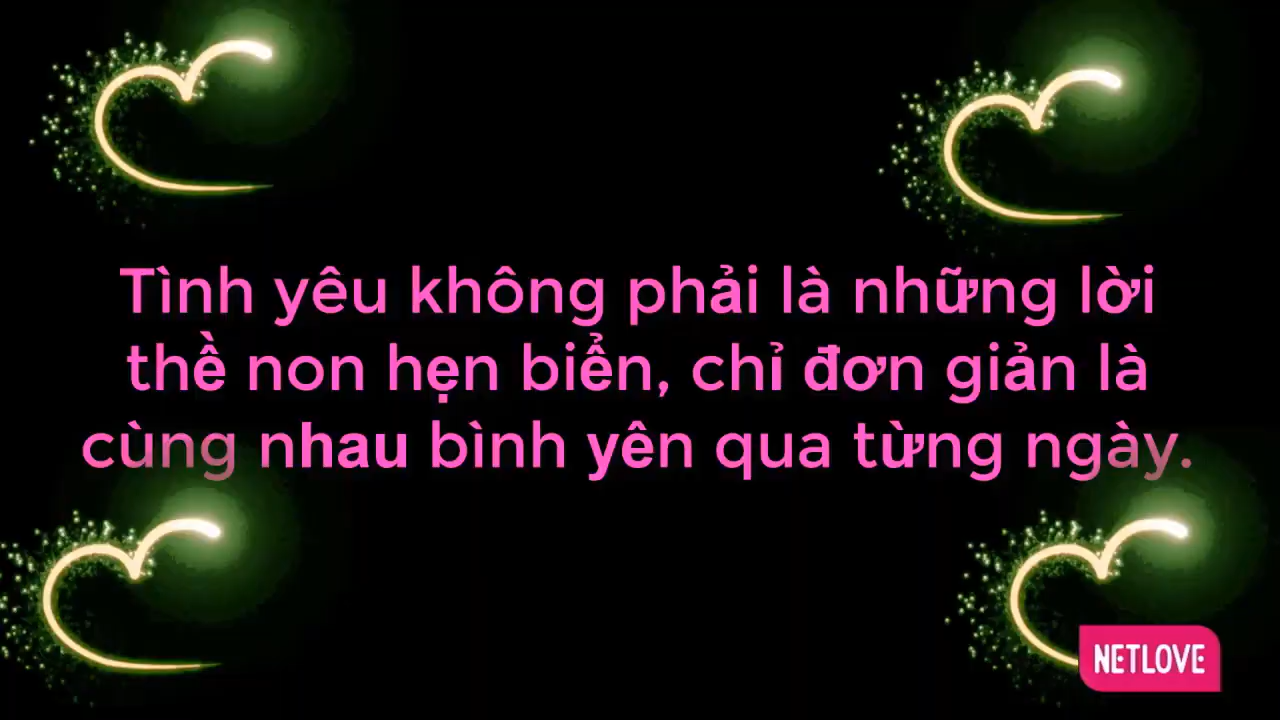 Tình yêu không phải là những lời
thề non hẹn biển, chỉ đơn giản là
cùng nhau bình yên qua từng ngày.
NETLOVE